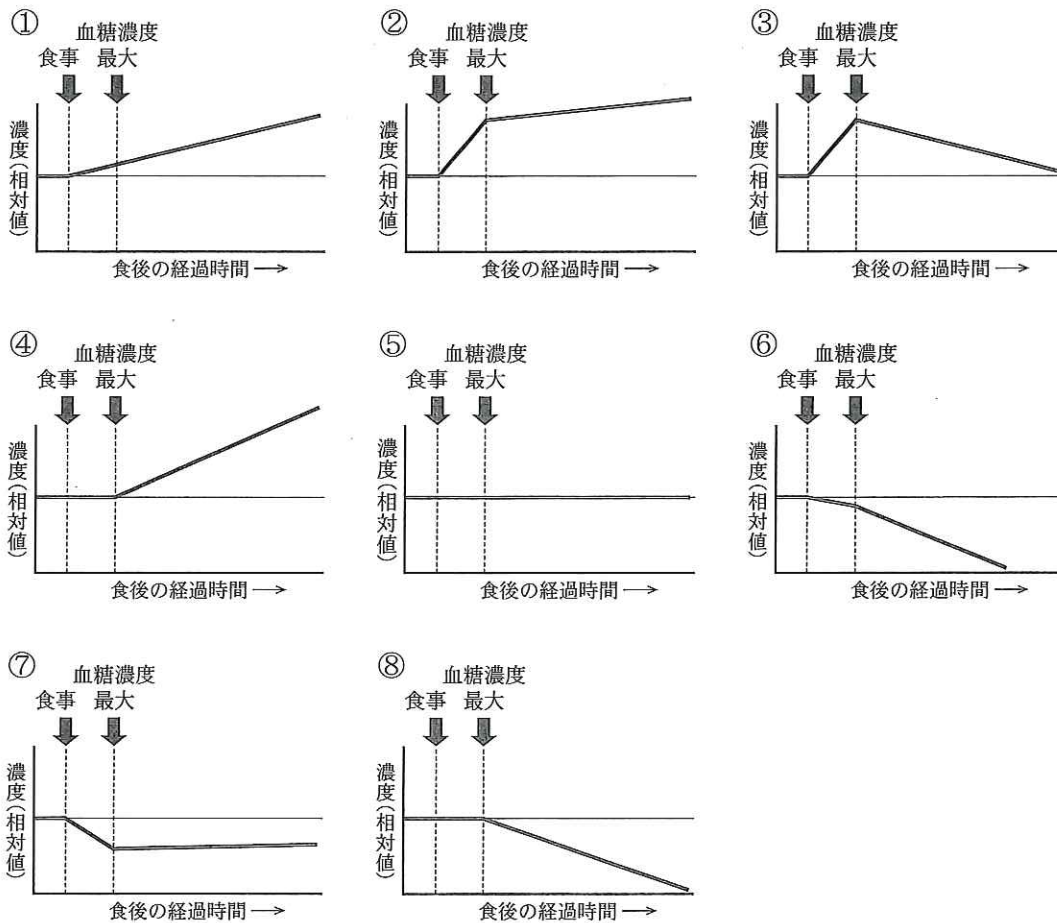 ①
血糖濃度
食事 最大
濃度(相対値)
食後の経過時間 →
②
血糖濃度
食事 最大
濃度(相対値)
食後の経過時間 →
③
血糖濃度
食事 最大
濃度(相対値)
食後の経過時間 →
④
血糖濃度
食事 最大
濃度(相対値)
食後の経過時間 →
⑤
血糖濃度
食事 最大
濃度(相対値)
食後の経過時間 →
⑥
血糖濃度
食事 最大
濃度(相対値)
食後の経過時間 →
⑦
血糖濃度
食事 最大
濃度(相対値)
食後の経過時間 →
⑧
血糖濃度
食事 最大
濃度(相対値)
食後の経過時間 →